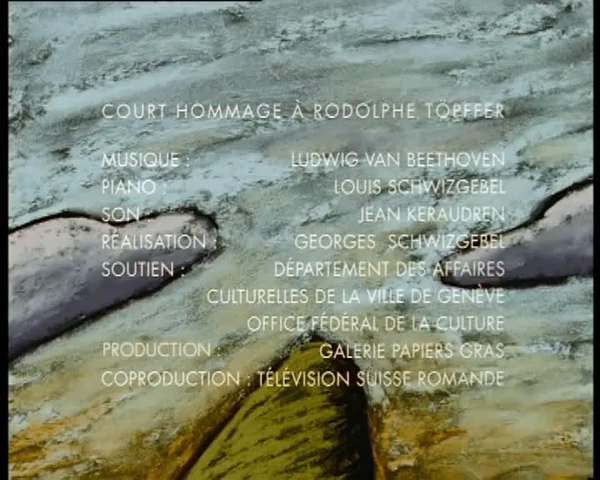 COURT HOMMAGE À RODOLPHE TÖPFFER
MUSIQUE : LUDWIG VAN BEETHOVEN
PIANO : LOUIS SCHWIZGEBEL
SON : JEAN KERAUDREN
RÉALISATION : GEORGES SCHWIZGEBEL
SOUTIEN : DÉPARTEMENT DES AFFAIRES
CULTURELLES DE LA VILLE DE GENÈVE
OFFICE FÉDÉRAL DE LA CULTURE
PRODUCTION : GALERIE PAPIERS GRAS
COPRODUCTION : TÉLÉVISION SUISSE ROMANDE